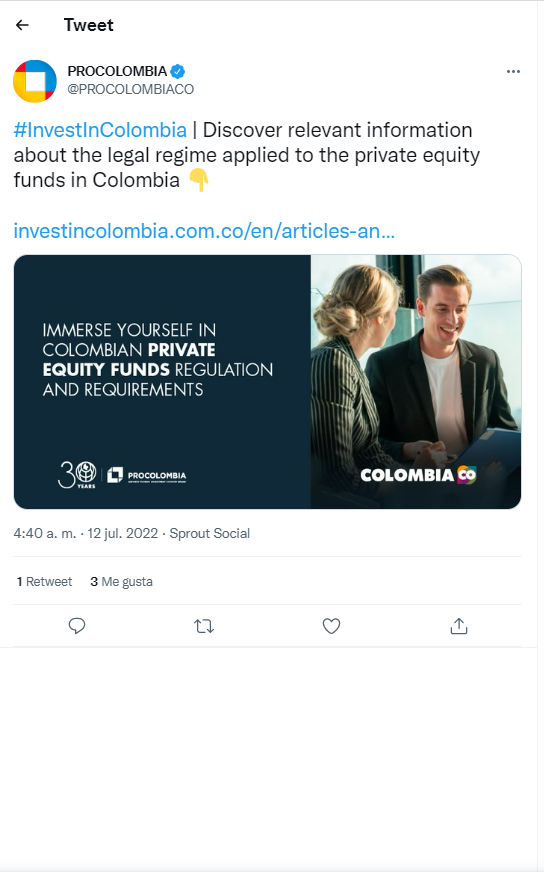 Tweet
PROCOLOMBIA
@PROCOLOMBIACO
#InvestInColombia | Discover relevant information
about the legal regime applied to the private equity
funds in Colombia 👇
investincolombia.com.co/en/articles-an...
IMMERSE YOURSELF IN
COLOMBIAN PRIVATE
EQUITY FUNDS REGULATION
AND REQUIREMENTS
30
YEARS
PROCOLOMBIA
COLOMBIA CO
4:40 a. m. · 12 jul. 2022 · Sprout Social
1 Retweet 3 Me gusta